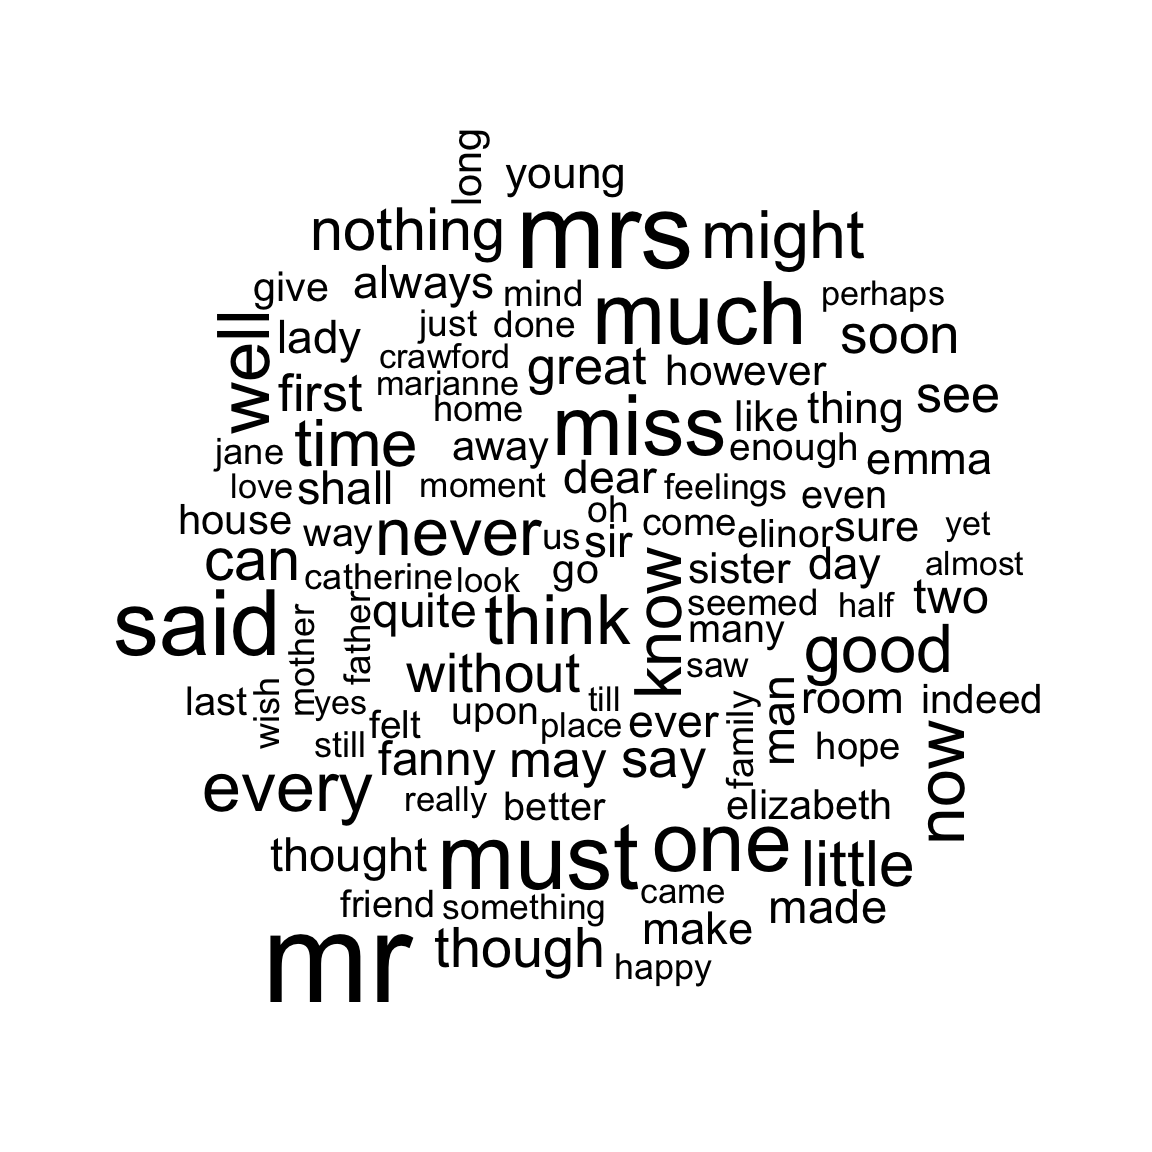 long young
nothing mrs might
give always mind much perhaps
well lady just done soon
crawford great however
first marianne see
home miss like thing
jane time away enough emma
love shall moment dear feelings even
house way never us oh sir come elinor sure yet
can catherine look go know sister day almost
said mother father quite think seemed half two
many good
without saw
last wish yes felt upon place till ever family man room indeed
still fanny may say hope now
every really better elizabeth
thought must one little
friend something came made
mr though make
happy